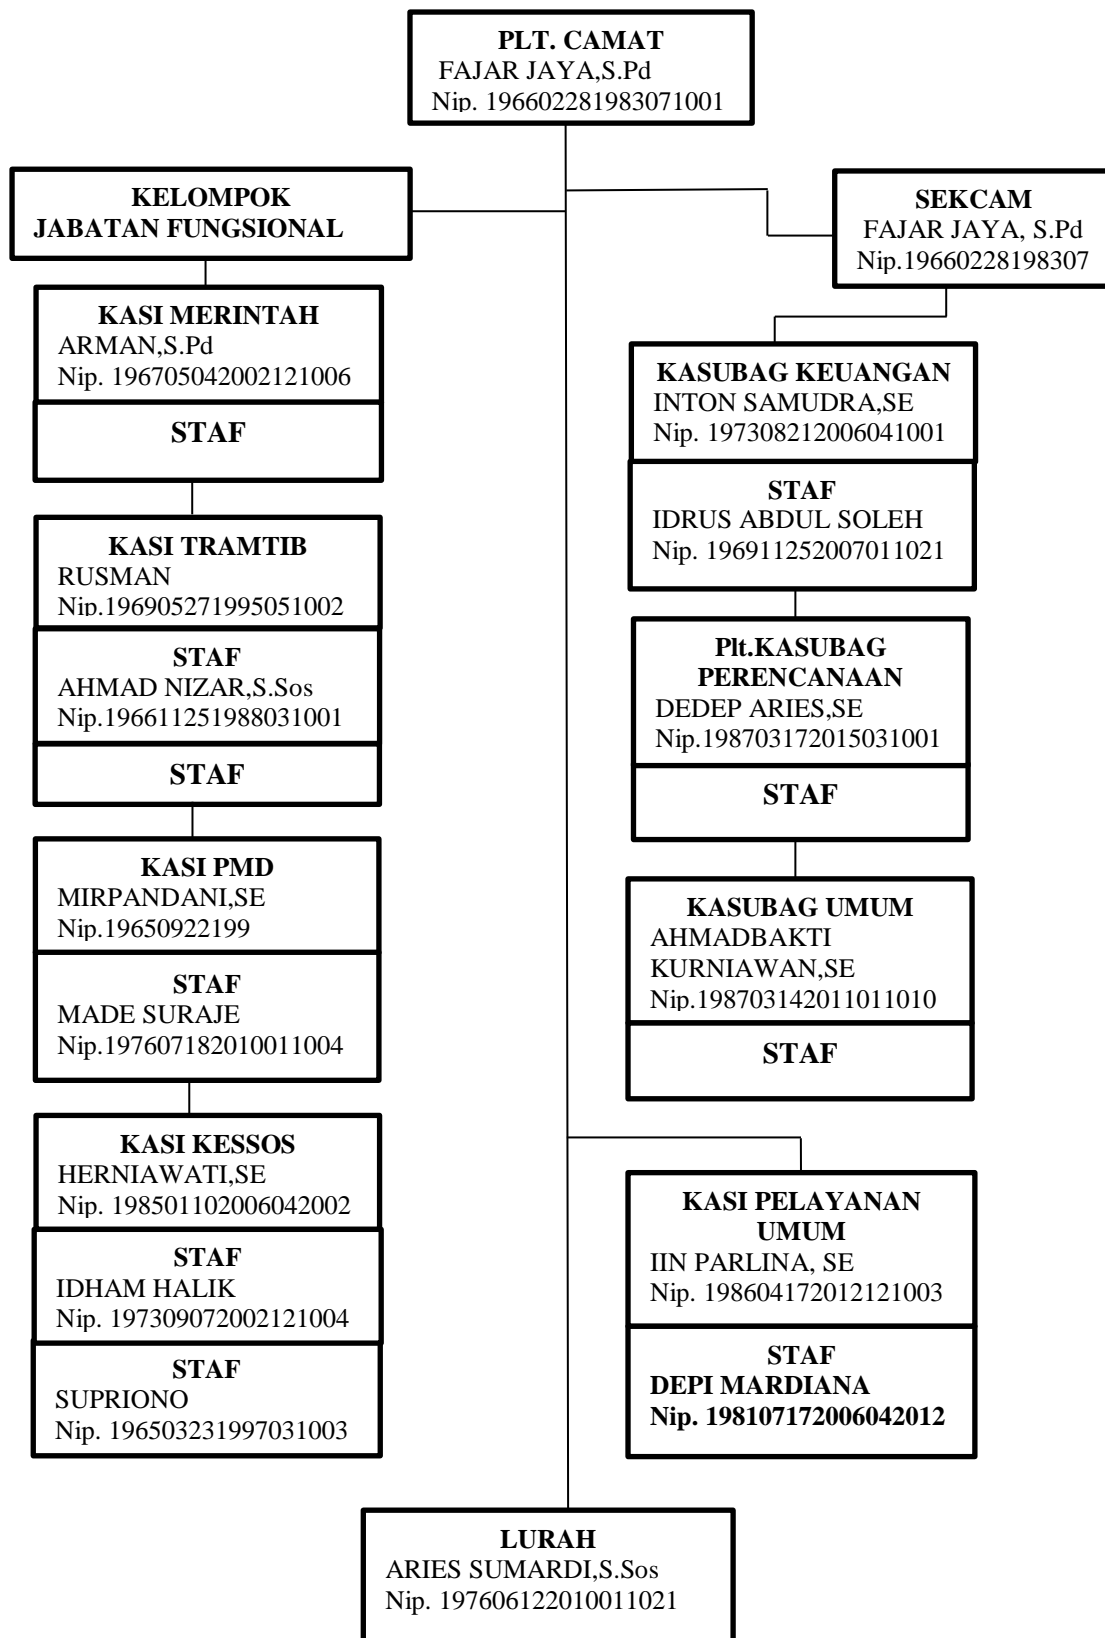 PLT. CAMAT
FAJAR JAYA,S.Pd
Nip. 196602281983071001
KELOMPOK
JABATAN FUNGSIONAL
SEKCAM
FAJAR JAYA, S.Pd
Nip.19660228198307
KASI MERINTAH
ARMAN,S.Pd
Nip. 196705042002121006
STAF
KASI TRAMTIB
RUSMAN
Nip.196905271995051002
STAF
AHMAD NIZAR,S.Sos
Nip.196611251988031001
STAF
KASI PMD
MIRPANDANI,SE
Nip.19650922199
STAF
MADE SURAJE
Nip.197607182010011004
KASI KESSOS
HERNIAWATI,SE
Nip. 198501102006042002
STAF
IDHAM HALIK
Nip. 197309072002121004
STAF
SUPRIONO
Nip. 196503231997031003
KASUBAG KEUANGAN
INTON SAMUDRA,SE
Nip. 197308212006041001
STAF
IDRUS ABDUL SOLEH
Nip. 196911252007011021
Plt.KASUBAG
PERENCANAAN
DEDEP ARIES,SE
Nip.198703172015031001
STAF
KASUBAG UMUM
AHMADBAKTI
KURNIAWAN,SE
Nip.198703142011011010
STAF
KASI PELAYANAN
UMUM
IIN PARLINA, SE
Nip. 198604172012121003
STAF
DEPI MARDIANA
Nip. 198107172006042012
LURAH
ARIES SUMARDI,S.Sos
Nip. 197606122010011021